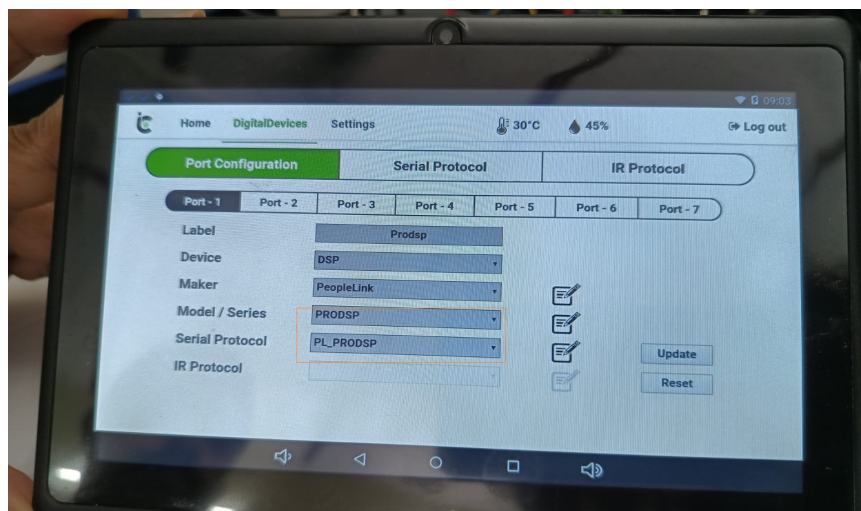 09:03
ic Home DigitalDevices Settings 30°C 45% Log out
Port Configuration Serial Protocol IR Protocol
Port - 1 Port - 2 Port - 3 Port - 4 Port - 5 Port - 6 Port - 7
Label Prodsp
Device DSP
Maker PeopleLink
Model / Series PRODSP
Serial Protocol PL_PRODSP Update
IR Protocol Reset